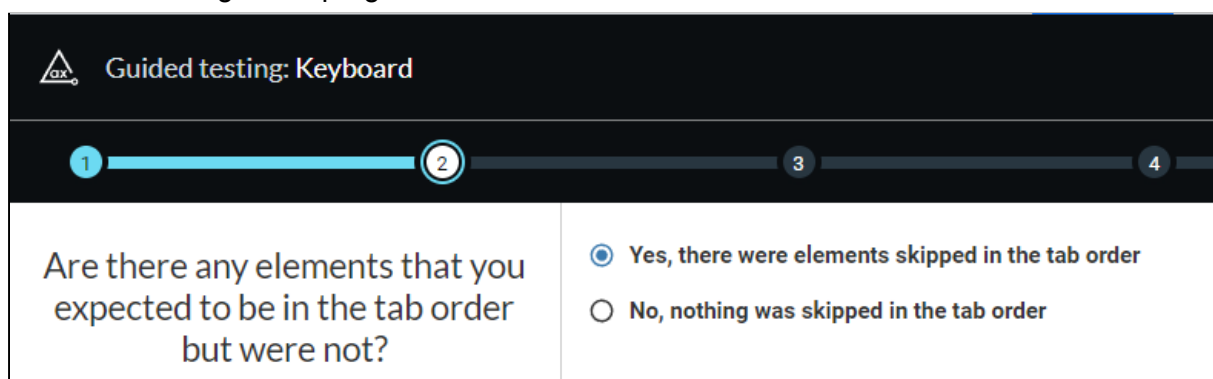 ax
Guided testing: Keyboard
1 2 3 4
Are there any elements that you
expected to be in the tab order
but were not?
Yes, there were elements skipped in the tab order
No, nothing was skipped in the tab order